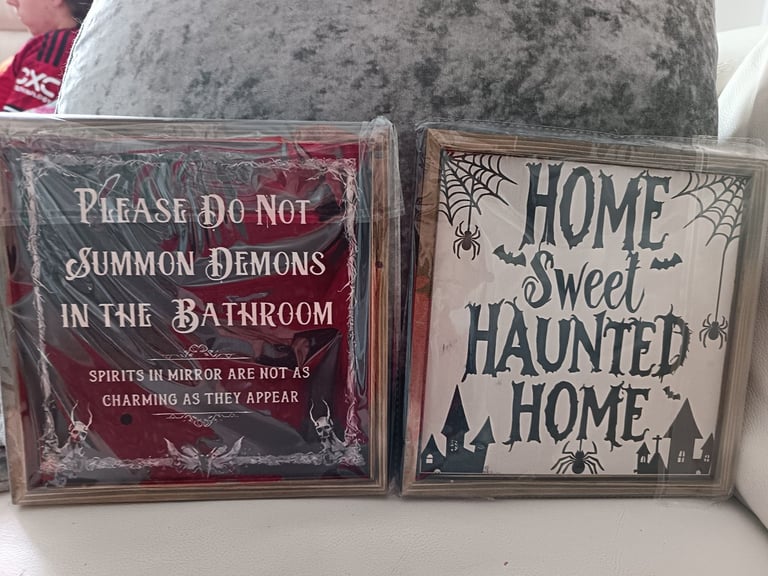 CXC
Please Do Not
Summon Demons
in the Bathroom
SPIRITS IN MIRROR ARE NOT AS
CHARMING AS THEY APPEAR
HOME
Sweet
HAUNTED
HOME